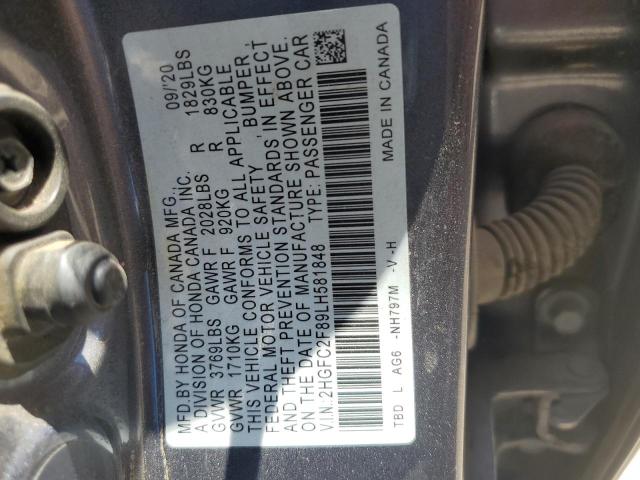 MFD.BY HONDA OF CANADA MFG., 09/'20
A DIVISION OF HONDA CANADA INC.
GVWR 3769LBS GAWR F 2028LBS R 1829LBS
GVWR 1710KG GAWR F 920KG R 830KG
THIS VEHICLE CONFORMS TO ALL APPLICABLE
FEDERAL MOTOR VEHICLE SAFETY, BUMPER,
AND THEFT PREVENTION STANDARDS IN EFFECT
ON THE DATE OF MANUFACTURE SHOWN ABOVE.
V.I.N.:2HGFC2F89LH581848 TYPE: PASSENGER CAR
TBD L AG6 -NH797M -V-H MADE IN CANADA